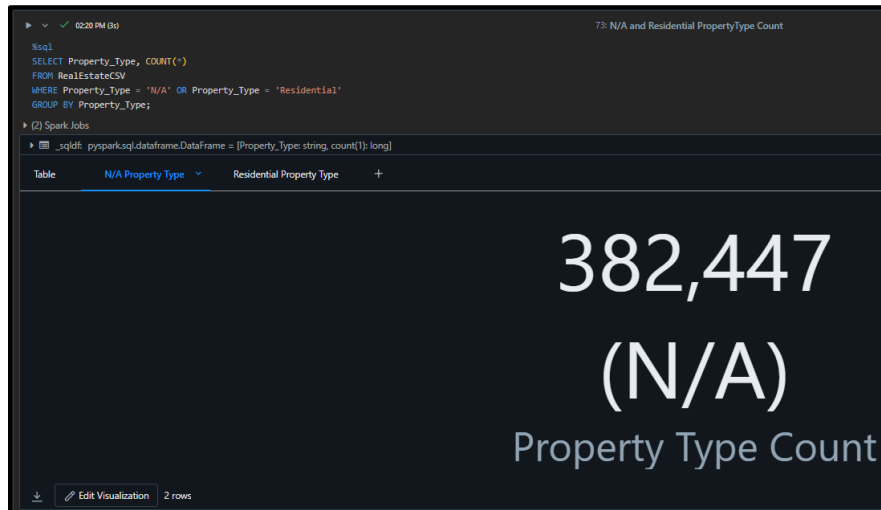 02:20 PM (3s)
73: N/A and Residential PropertyType Count
%sql
SELECT Property_Type, COUNT(*)
FROM RealEstateCSV
WHERE Property_Type = 'N/A' OR Property_Type = 'Residential'
GROUP BY Property_Type;
(2) Spark Jobs
_sqldf: pyspark.sql.dataframe.DataFrame = [Property_Type: string, count(1): long]
Table N/A Property Type Residential Property Type +
382,447
(N/A)
Property Type Count
Edit Visualization 2 rows